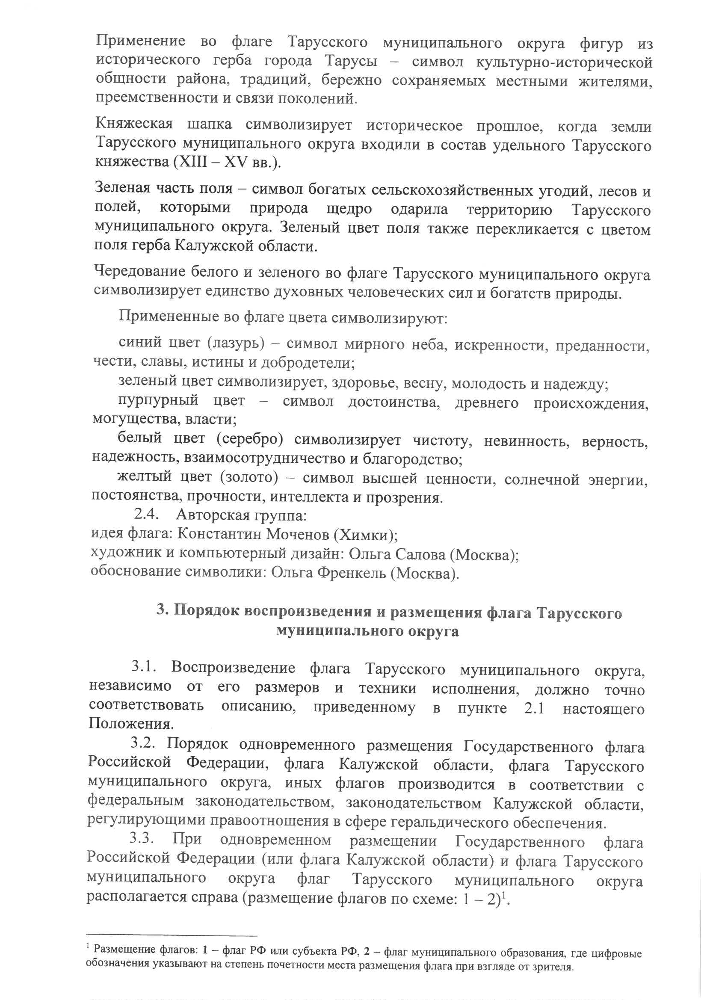 Применение во флаге Тарусского муниципального округа фигур из
исторического герба города Тарусы – символ культурно-исторической
общности района, традиций, бережно сохраняемых местными жителями,
преемственности и связи поколений.
Княжеская шапка символизирует историческое прошлое, когда земли
Тарусского муниципального округа входили в состав удельного Тарусского
княжества (XIII – XV вв.).
Зеленая часть поля – символ богатых сельскохозяйственных угодий, лесов и
полей, которыми природа щедро одарила территорию Тарусского
муниципального округа. Зеленый цвет поля также перекликается с цветом
поля герба Калужской области.
Чередование белого и зеленого во флаге Тарусского муниципального округа
символизирует единство духовных человеческих сил и богатств природы.
Примененные во флаге цвета символизируют:
синий цвет (лазурь) – символ мирного неба, искренности, преданности,
чести, славы, истины и добродетели;
зеленый цвет символизирует, здоровье, весну, молодость и надежду;
пурпурный цвет – символ достоинства, древнего происхождения,
могущества, власти;
белый цвет (серебро) символизирует чистоту, невинность, верность,
надежность, взаимосотрудничество и благородство;
желтый цвет (золото) – символ высшей ценности, солнечной энергии,
постоянства, прочности, интеллекта и прозрения.
2.4. Авторская группа:
идея флага: Константин Моченов (Химки);
художник и компьютерный дизайн: Ольга Салова (Москва);
обоснование символики: Ольга Френкель (Москва).
3. Порядок воспроизведения и размещения флага Тарусского
муниципального округа
3.1. Воспроизведение флага Тарусского муниципального округа,
независимо от его размеров и техники исполнения, должно точно
соответствовать описанию, приведенному в пункте 2.1 настоящего
Положения.
3.2. Порядок одновременного размещения Государственного флага
Российской Федерации, флага Калужской области, флага Тарусского
муниципального округа, иных флагов производится в соответствии с
федеральным законодательством, законодательством Калужской области,
регулирующими правоотношения в сфере геральдического обеспечения.
3.3. При одновременном размещении Государственного флага
Российской Федерации (или флага Калужской области) и флага Тарусского
муниципального округа флаг Тарусского муниципального округа
располагается справа (размещение флагов по схеме: 1 – 2)¹.
¹ Размещение флагов: 1 – флаг РФ или субъекта РФ, 2 – флаг муниципального образования, где цифровые
обозначения указывают на степень почетности места размещения флага при взгляде от зрителя.